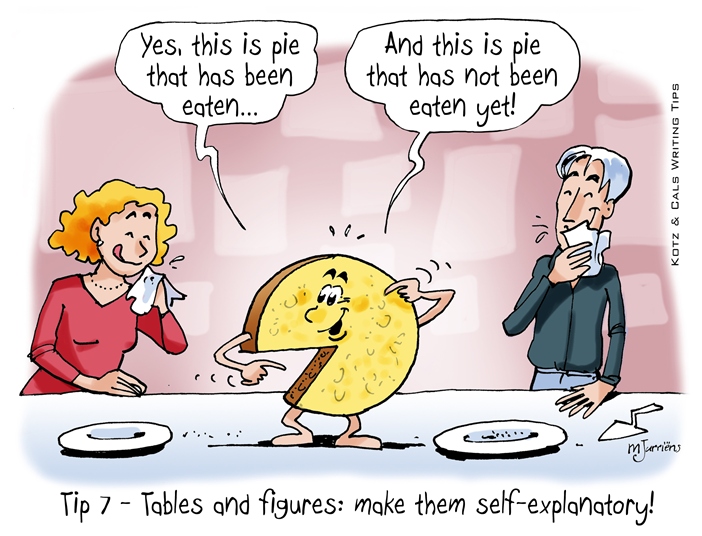 Yes, this is pie
that has been
eaten...
And this is pie
that has not been
eaten yet!
Kotz & Cals Writing Tips
MJurriëns
Tip 7 - Tables and figures: make them self-explanatory!